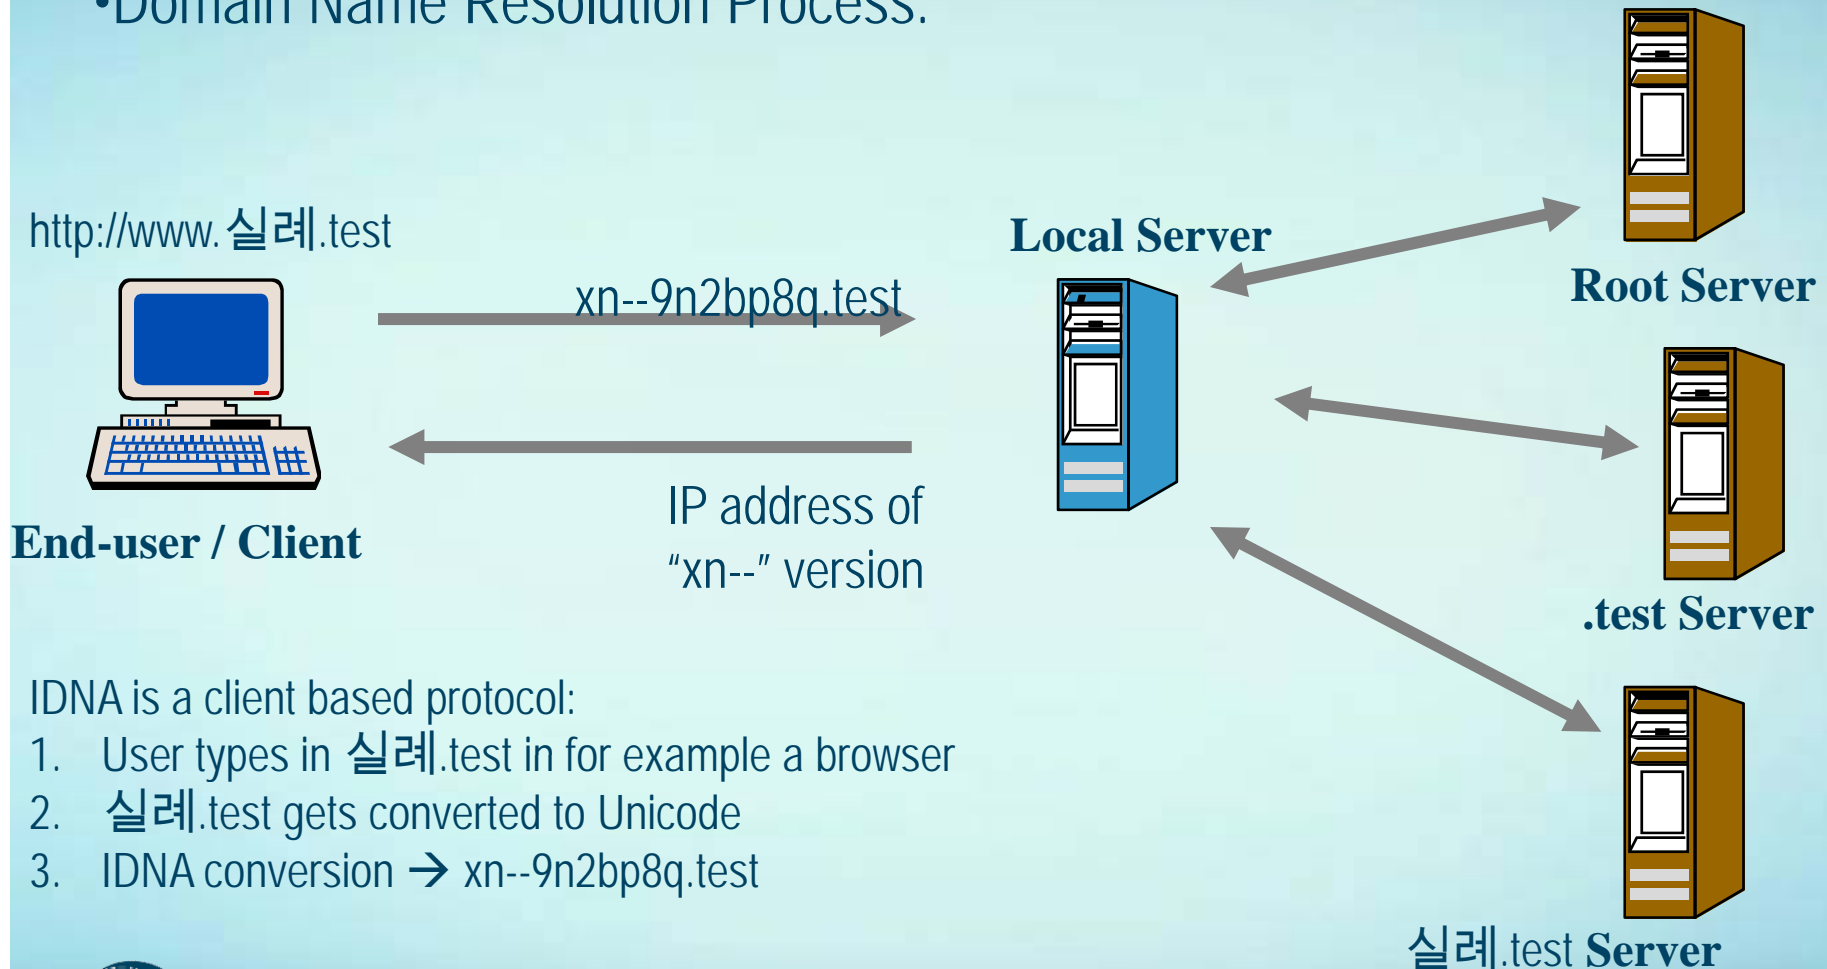 •Domain Name Resolution Process:
http://www.실례.test
Local Server
xn--9n2bp8q.test
Root Server
IP address of
“xn--” version
End-user / Client
.test Server
IDNA is a client based protocol:
1. User types in 실례.test in for example a browser
2. 실례.test gets converted to Unicode
3. IDNA conversion → xn--9n2bp8q.test
실례.test Server